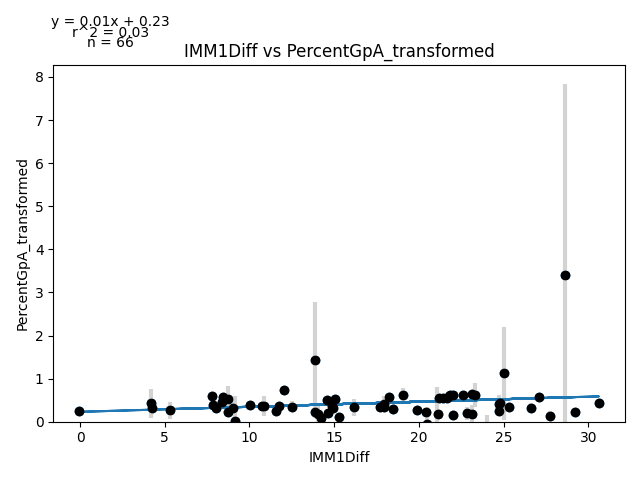 y = 0.01x + 0.23
r^2 = 0.03
n = 66
IMM1Diff vs PercentGpA_transformed
PercentGpA_transformed
8
7
6
5
4
3
2
1
0
0 5 10 15 20 25 30
IMM1Diff